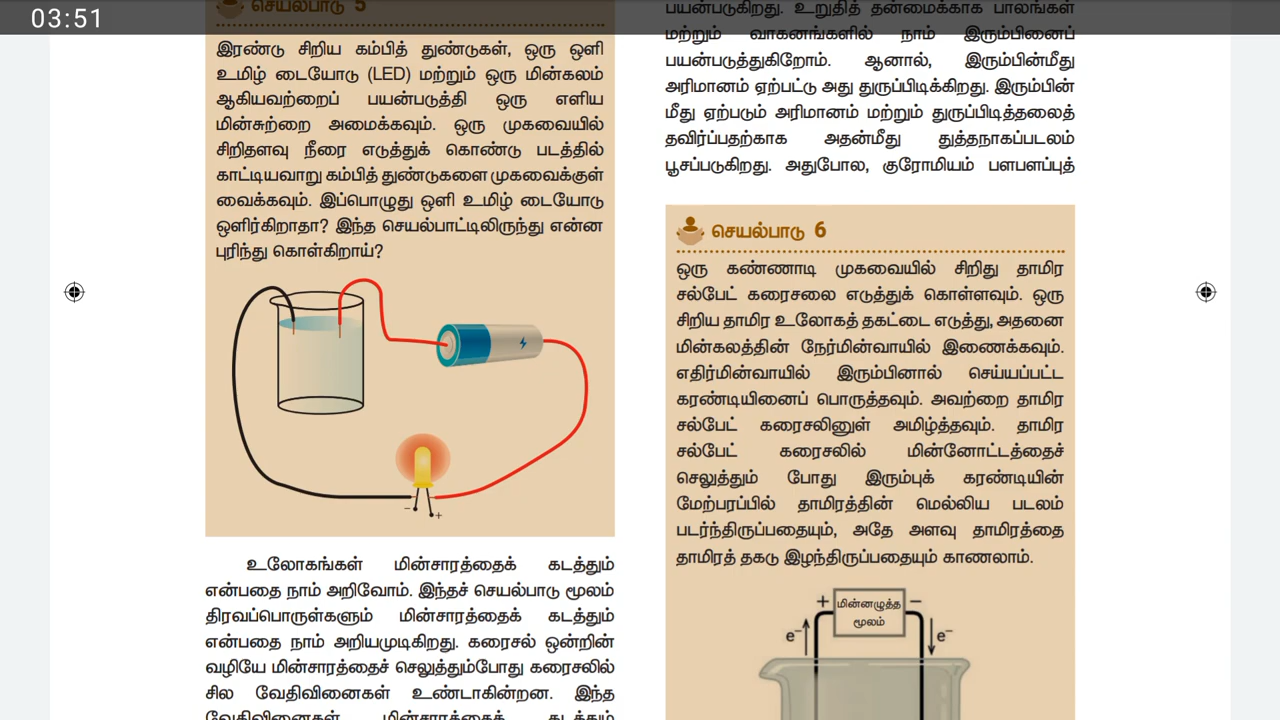 03:51
செயல்பாடு 5
இரண்டு சிறிய கம்பித் துண்டுகள், ஒரு ஒளி
உமிழ் டையோடு (LED) மற்றும் ஒரு மின்கலம்
ஆகியவற்றைப் பயன்படுத்தி ஒரு எளிய
மின்சுற்றை அமைக்கவும். ஒரு முகவையில்
சிறிதளவு நீரை எடுத்துக் கொண்டு படத்தில்
காட்டியவாறு கம்பித் துண்டுகளை முகவைக்குள்
வைக்கவும். இப்பொழுது ஒளி உமிழ் டையோடு
ஒளிர்கிறாதா? இந்த செயல்பாட்டிலிருந்து என்ன
புரிந்து கொள்கிறாய்?
− +
உலோகங்கள் மின்சாரத்தைக் கடத்தும்
என்பதை நாம் அறிவோம். இந்தச் செயல்பாடு மூலம்
திரவப்பொருள்களும் மின்சாரத்தைக் கடத்தும்
என்பதை நாம் அறியமுடிகிறது. கரைசல் ஒன்றின்
வழியே மின்சாரத்தைச் செலுத்தும்போது கரைசலில்
சில வேதிவினைகள் உண்டாகின்றன. இந்த
வேதிவினைகள் மின்சாரத்தைக் கடத்தும்
பயன்படுகிறது. உறுதித் தன்மைக்காக பாலங்கள்
மற்றும் வாகனங்களில் நாம் இரும்பினைப்
பயன்படுத்துகிறோம். ஆனால், இரும்பின்மீது
அரிமானம் ஏற்பட்டு அது துருப்பிடிக்கிறது. இரும்பின்
மீது ஏற்படும் அரிமானம் மற்றும் துருப்பிடித்தலைத்
தவிர்ப்பதற்காக அதன்மீது துத்தநாகப்படலம்
பூசப்படுகிறது. அதுபோல, குரோமியம் பளபளப்புத்
செயல்பாடு 6
ஒரு கண்ணாடி முகவையில் சிறிது தாமிர
சல்பேட் கரைசலை எடுத்துக் கொள்ளவும். ஒரு
சிறிய தாமிர உலோகத் தகட்டை எடுத்து, அதனை
மின்கலத்தின் நேர்மின்வாயில் இணைக்கவும்.
எதிர்மின்வாயில் இரும்பினால் செய்யப்பட்ட
கரண்டியினைப் பொருத்தவும். அவற்றை தாமிர
சல்பேட் கரைசலினுள் அமிழ்த்தவும். தாமிர
சல்பேட் கரைசலில் மின்னோட்டத்தைச்
செலுத்தும் போது இரும்புக் கரண்டியின்
மேற்பரப்பில் தாமிரத்தின் மெல்லிய படலம்
படர்ந்திருப்பதையும், அதே அளவு தாமிரத்தை
தாமிரத் தகடு இழந்திருப்பதையும் காணலாம்.
+ மின்னழுத்த −
மூலம்
e⁻ e⁻